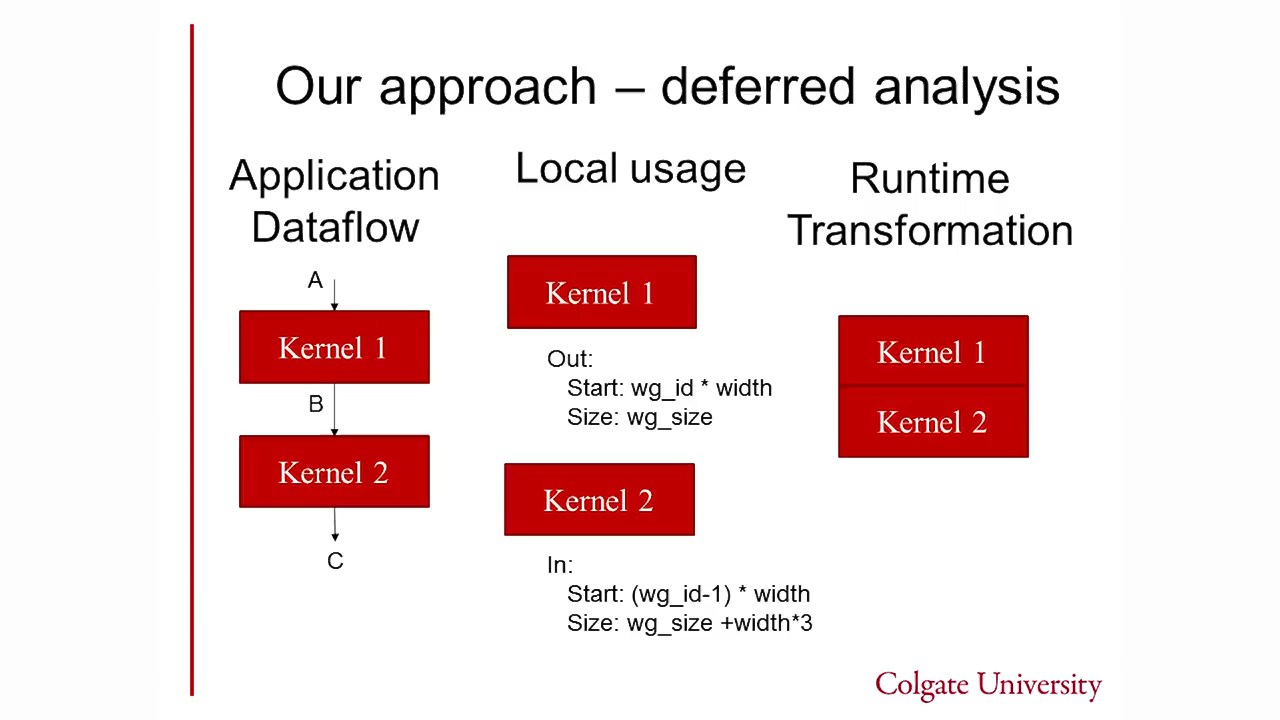 Our approach – deferred analysis
Application
Dataflow
A
Kernel 1
B
Kernel 2
C
Local usage
Kernel 1
Out:
Start: wg_id * width
Size: wg_size
Kernel 2
In:
Start: (wg_id-1) * width
Size: wg_size +width*3
Runtime
Transformation
Kernel 1
Kernel 2
Colgate University